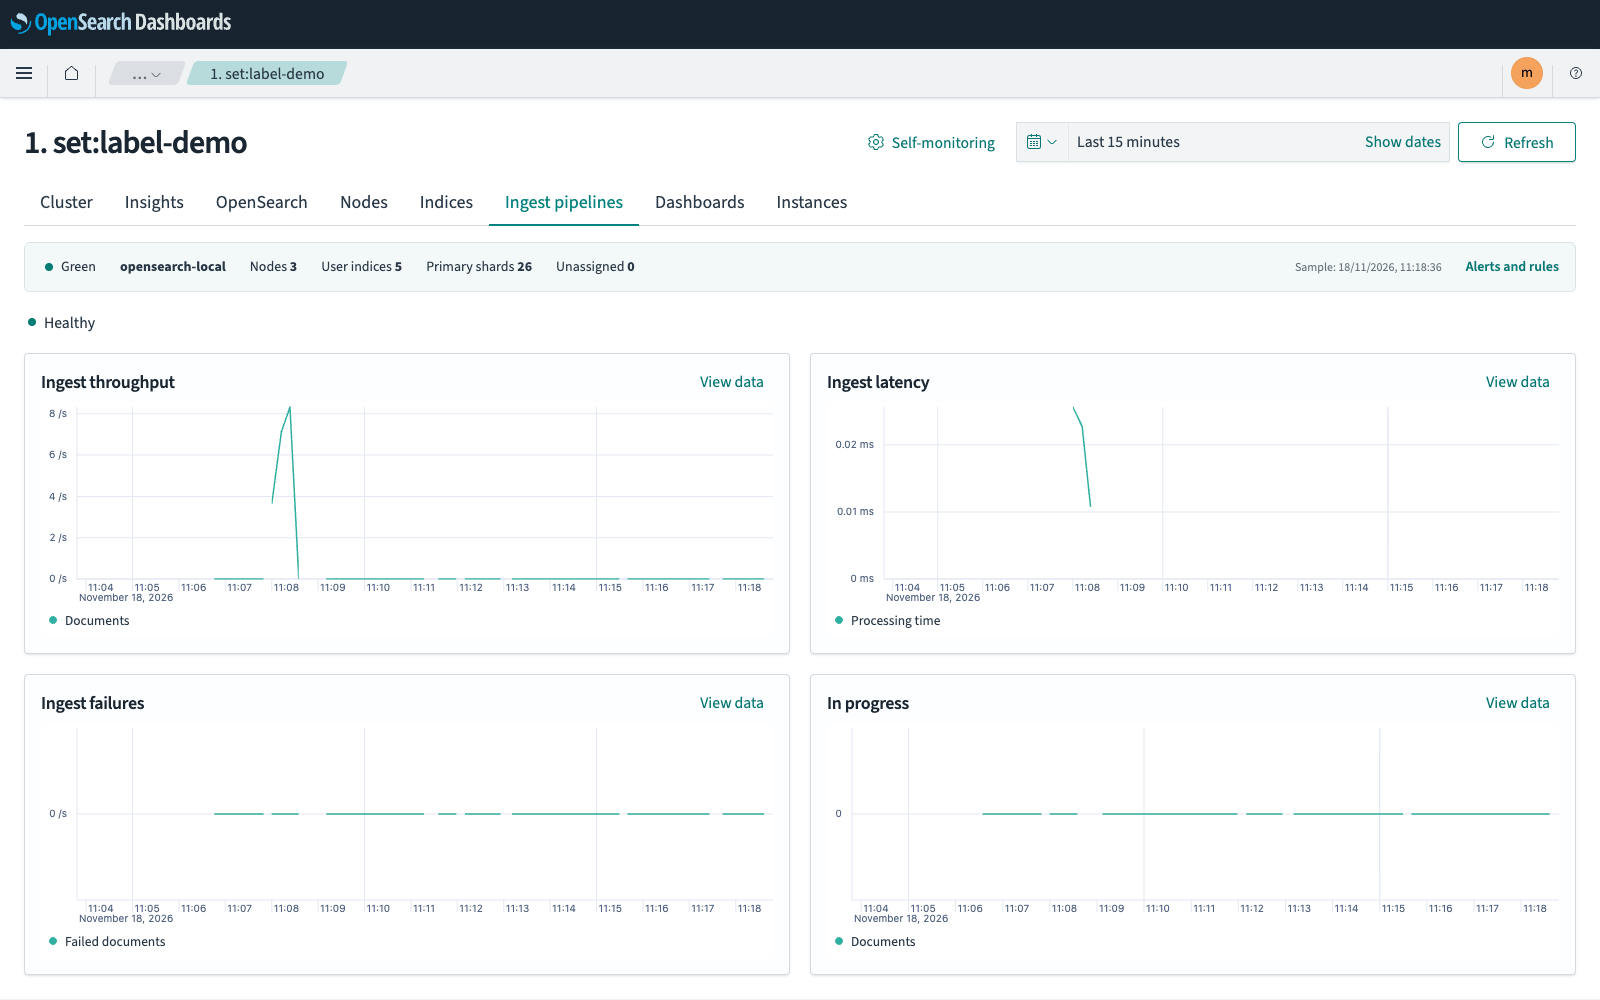 OpenSearch Dashboards
... 1. set:label-demo m
1. set:label-demo
Self-monitoring Last 15 minutes Show dates Refresh
Cluster Insights OpenSearch Nodes Indices Ingest pipelines Dashboards Instances
Green opensearch-local Nodes 3 User indices 5 Primary shards 26 Unassigned 0 Sample: 18/11/2026, 11:18:36 Alerts and rules
Healthy
Ingest throughput View data
8 /s
6 /s
4 /s
2 /s
0 /s
11:04 11:05 11:06 11:07 11:08 11:09 11:10 11:11 11:12 11:13 11:14 11:15 11:16 11:17 11:18
November 18, 2026
Documents
Ingest latency View data
0.02 ms
0.01 ms
0 ms
11:04 11:05 11:06 11:07 11:08 11:09 11:10 11:11 11:12 11:13 11:14 11:15 11:16 11:17 11:18
November 18, 2026
Processing time
Ingest failures View data
0 /s
11:04 11:05 11:06 11:07 11:08 11:09 11:10 11:11 11:12 11:13 11:14 11:15 11:16 11:17 11:18
November 18, 2026
Failed documents
In progress View data
0
11:04 11:05 11:06 11:07 11:08 11:09 11:10 11:11 11:12 11:13 11:14 11:15 11:16 11:17 11:18
November 18, 2026
Documents